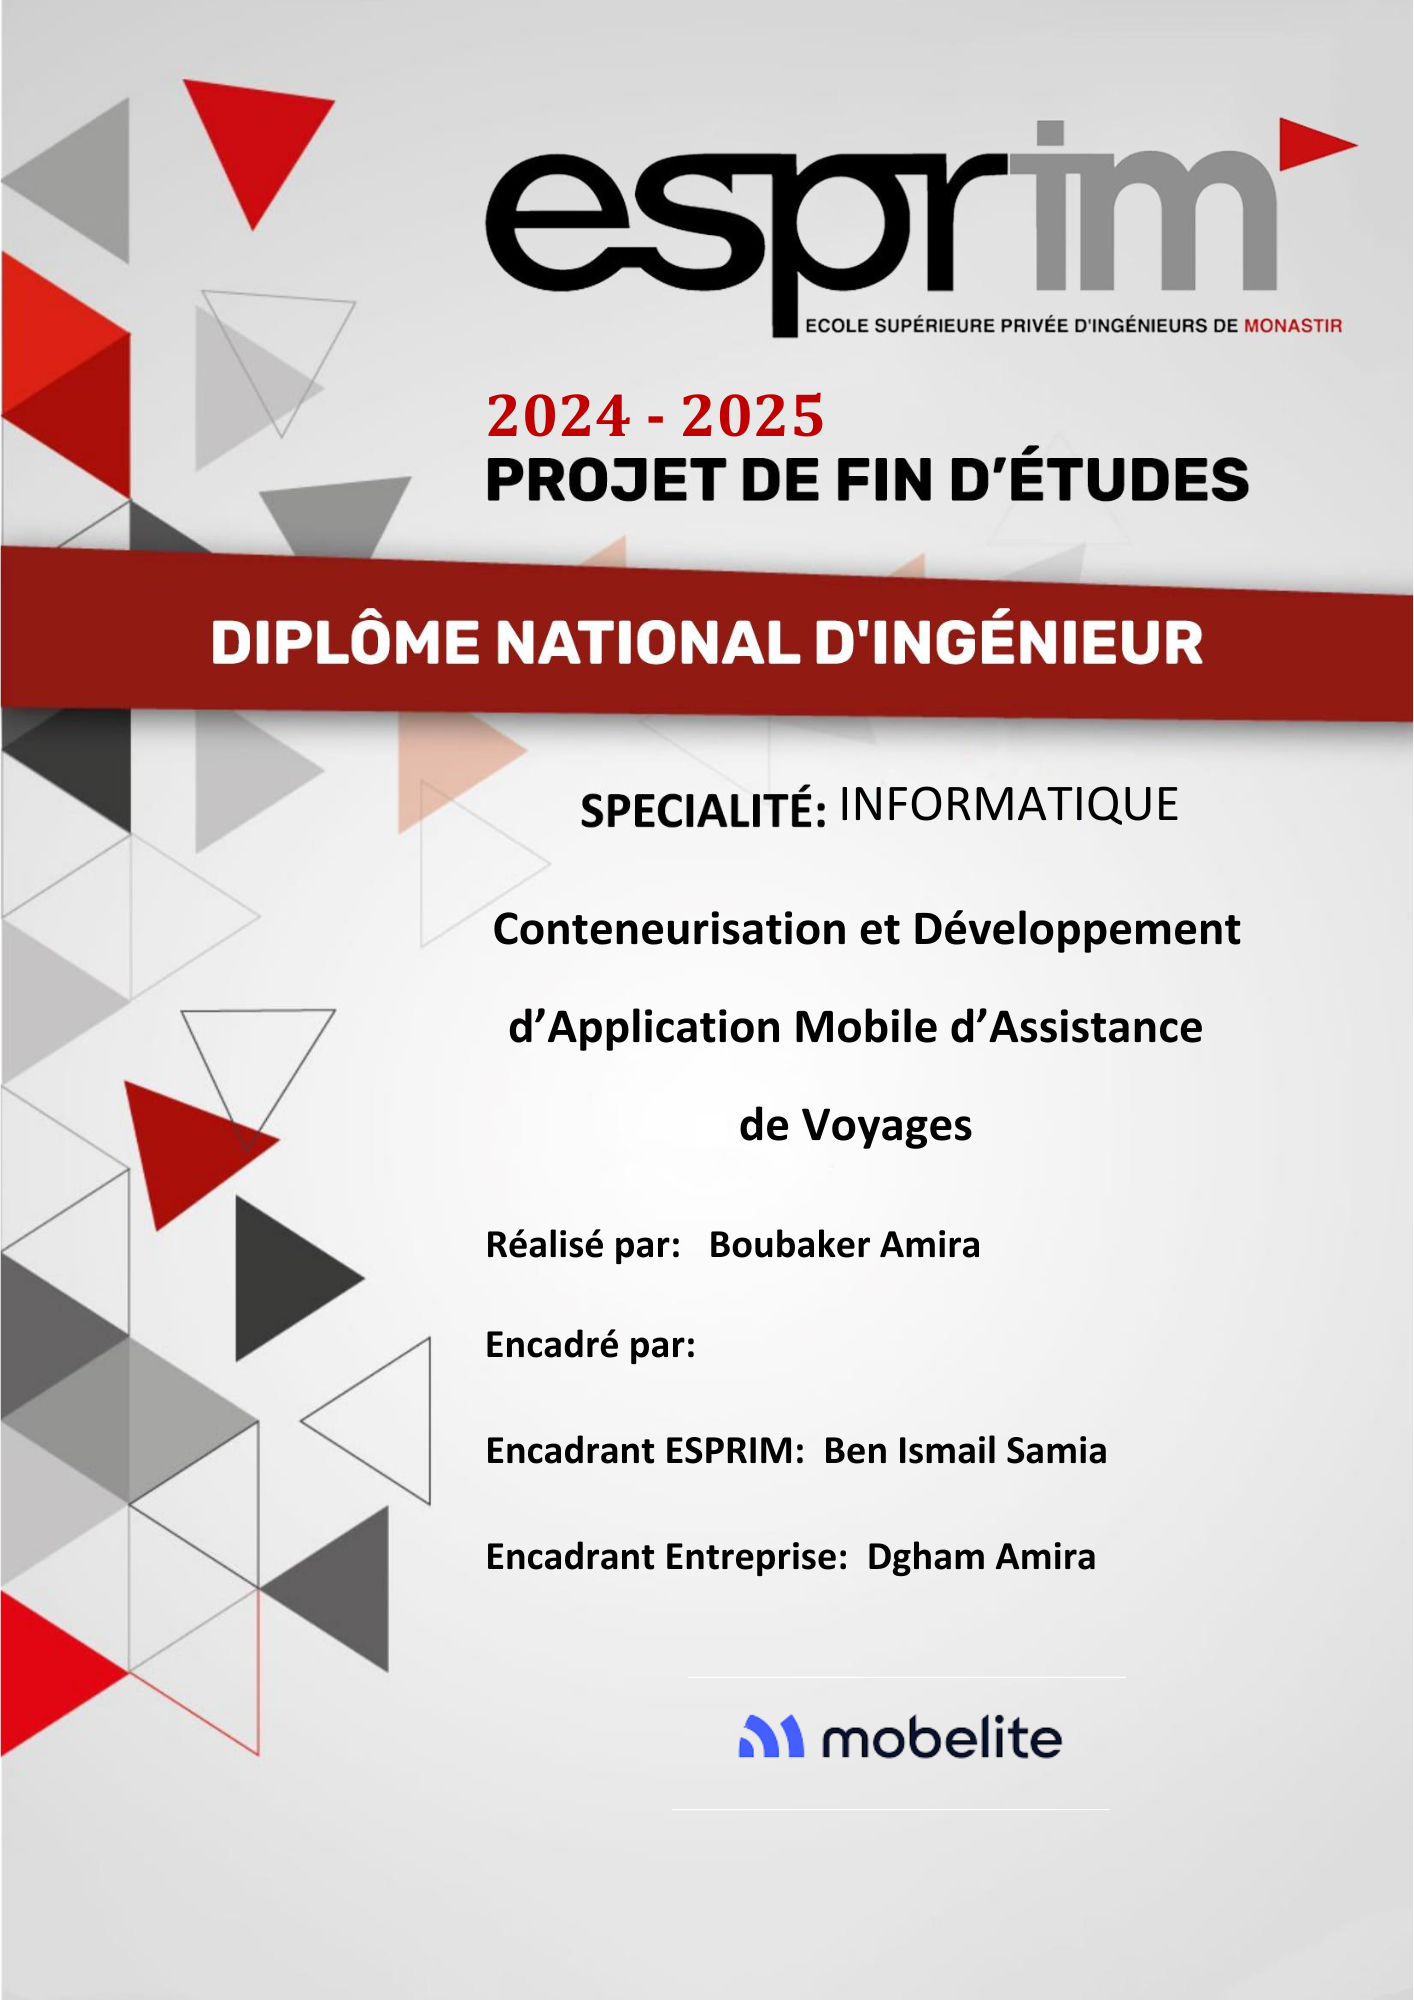 esprim
ECOLE SUPÉRIEURE PRIVÉE D'INGÉNIEURS DE MONASTIR
2024 - 2025
PROJET DE FIN D’ÉTUDES
DIPLÔME NATIONAL D'INGÉNIEUR
SPECIALITÉ: INFORMATIQUE
Conteneurisation et Développement
d’Application Mobile d’Assistance
de Voyages
Réalisé par: Boubaker Amira
Encadré par:
Encadrant ESPRIM: Ben Ismail Samia
Encadrant Entreprise: Dgham Amira
mobelite